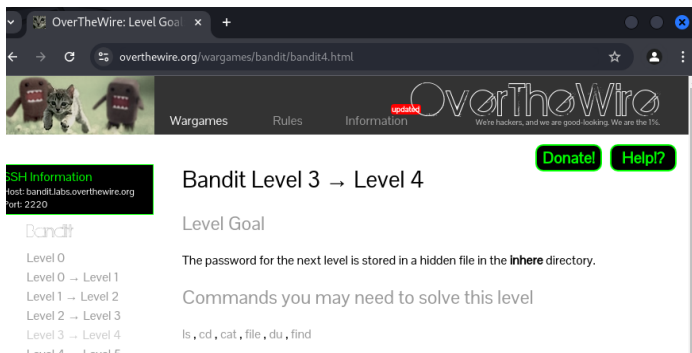 OverTheWire: Level Goal
overthewire.org/wargames/bandit/bandit4.html
OverTheWire
updated
Wargames Rules Information
We're hackers, and we are good-looking. We are the 1%.
Donate! Help!?
SSH Information
Host: bandit.labs.overthewire.org
Port: 2220
Bandit
Level 0
Level 0 → Level 1
Level 1 → Level 2
Level 2 → Level 3
Level 3 → Level 4
Level 4 → Level 5
Bandit Level 3 → Level 4
Level Goal
The password for the next level is stored in a hidden file in the inhere directory.
Commands you may need to solve this level
ls , cd , cat , file , du , find